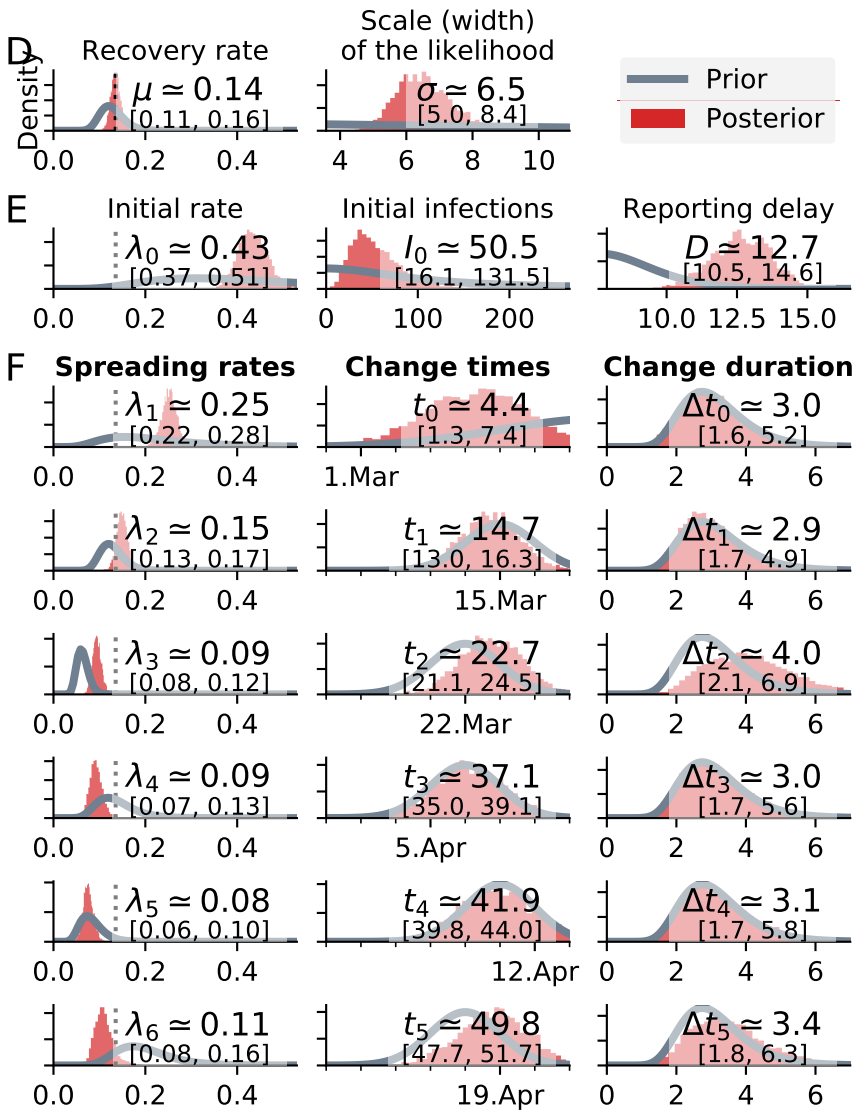 D
Density
Recovery rate
μ ≃ 0.14
[0.11, 0.16]
0.0 0.2 0.4
Scale (width)
of the likelihood
σ ≃ 6.5
[5.0, 8.4]
4 6 8 10
Prior
Posterior
E
Initial rate
λ₀ ≃ 0.43
[0.37, 0.51]
0.0 0.2 0.4
Initial infections
I₀ ≃ 50.5
[16.1, 131.5]
0 100 200
Reporting delay
D ≃ 12.7
[10.5, 14.6]
10.0 12.5 15.0
F
Spreading rates Change times Change duration
λ₁ ≃ 0.25
[0.22, 0.28]
0.0 0.2 0.4
t₀ ≃ 4.4
[1.3, 7.4]
1.Mar
Δt₀ ≃ 3.0
[1.6, 5.2]
0 2 4 6
λ₂ ≃ 0.15
[0.13, 0.17]
0.0 0.2 0.4
t₁ ≃ 14.7
[13.0, 16.3]
15.Mar
Δt₁ ≃ 2.9
[1.7, 4.9]
0 2 4 6
λ₃ ≃ 0.09
[0.08, 0.12]
0.0 0.2 0.4
t₂ ≃ 22.7
[21.1, 24.5]
22.Mar
Δt₂ ≃ 4.0
[2.1, 6.9]
0 2 4 6
λ₄ ≃ 0.09
[0.07, 0.13]
0.0 0.2 0.4
t₃ ≃ 37.1
[35.0, 39.1]
5.Apr
Δt₃ ≃ 3.0
[1.7, 5.6]
0 2 4 6
λ₅ ≃ 0.08
[0.06, 0.10]
0.0 0.2 0.4
t₄ ≃ 41.9
[39.8, 44.0]
12.Apr
Δt₄ ≃ 3.1
[1.7, 5.8]
0 2 4 6
λ₆ ≃ 0.11
[0.08, 0.16]
0.0 0.2 0.4
t₅ ≃ 49.8
[47.7, 51.7]
19.Apr
Δt₅ ≃ 3.4
[1.8, 6.3]
0 2 4 6